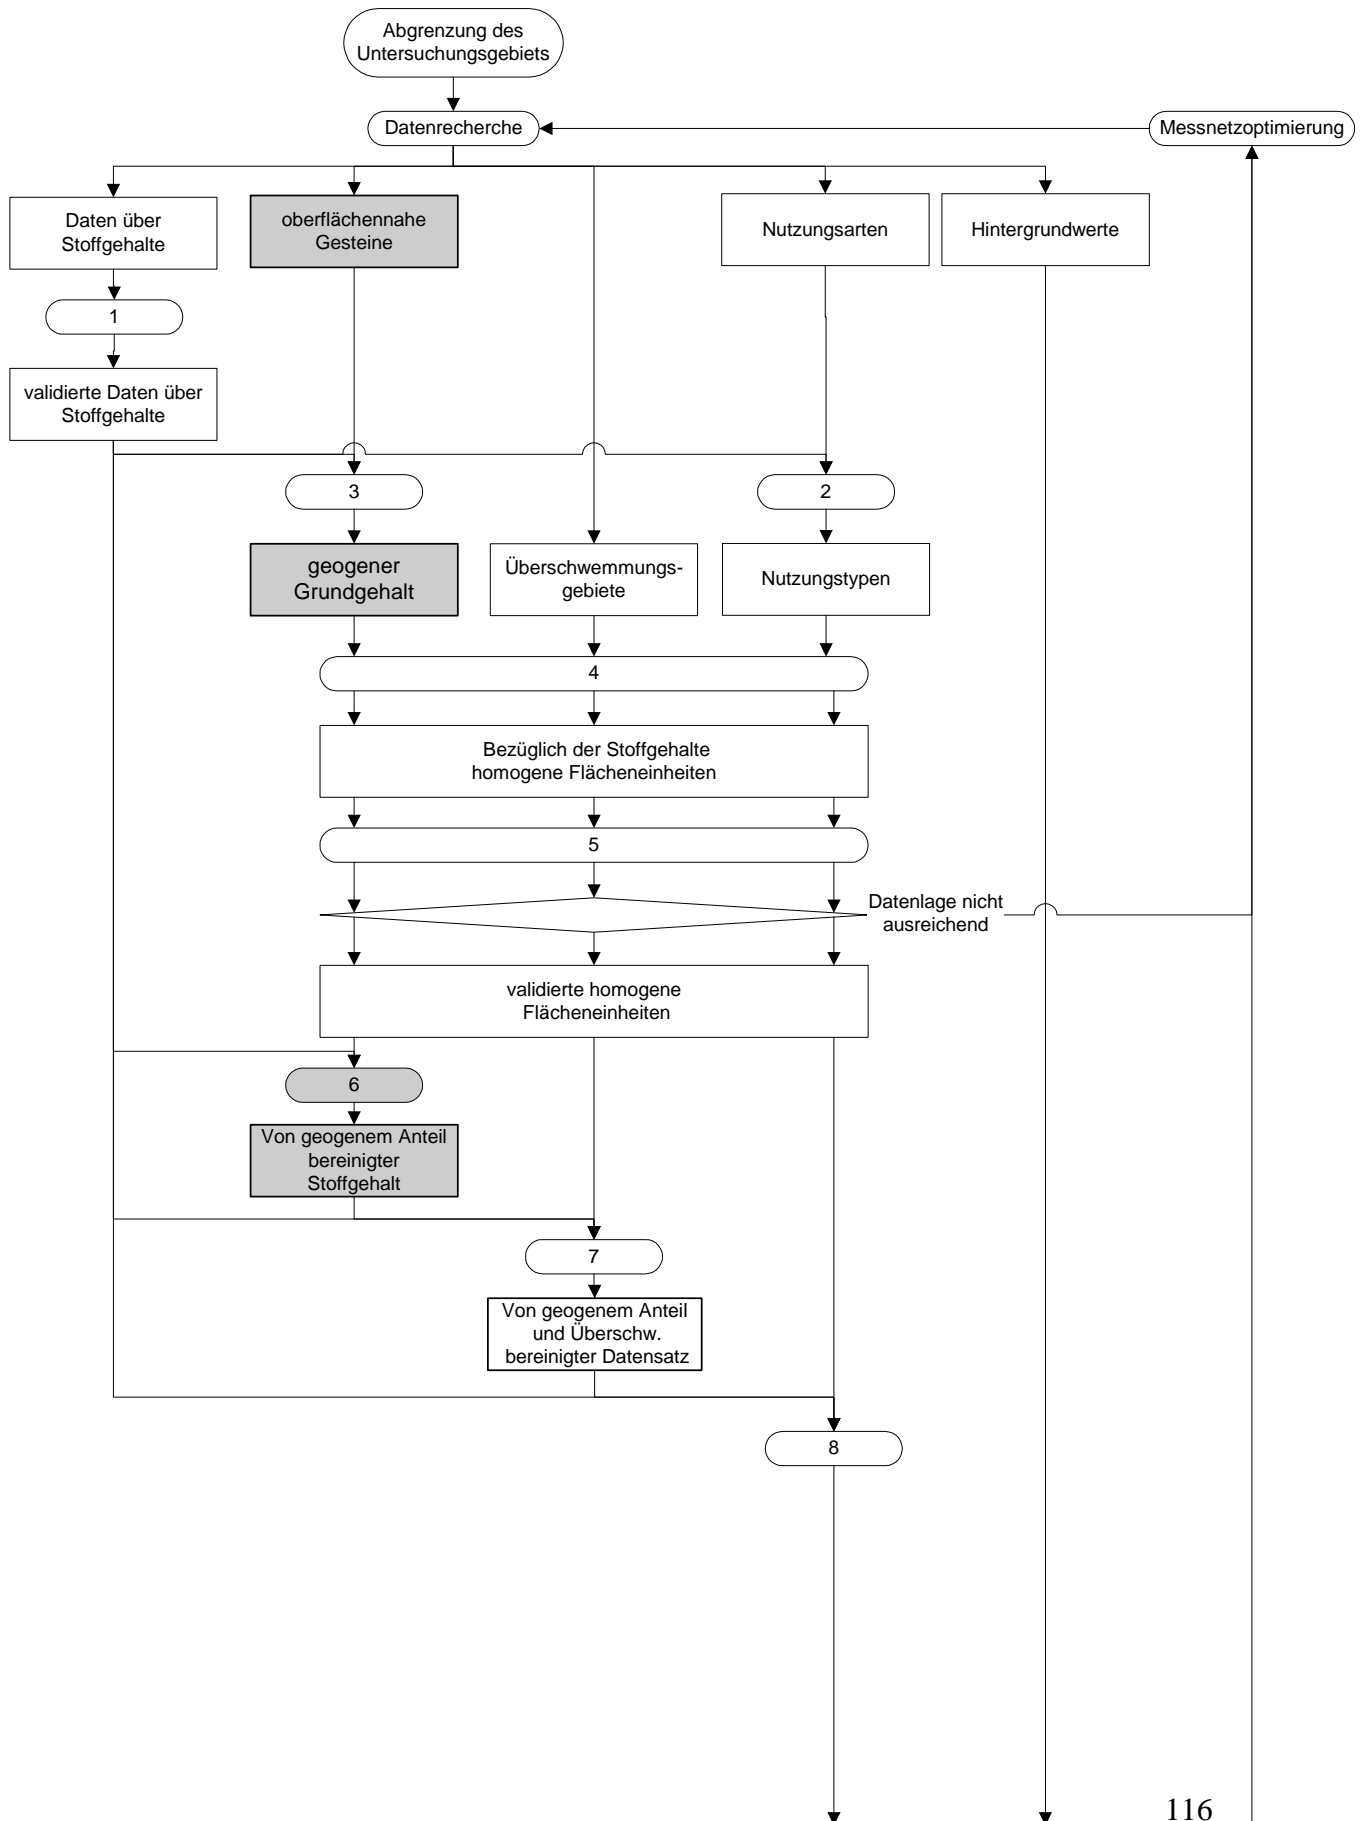 Abgrenzung des
Untersuchungsgebiets
Datenrecherche
Messnetzoptimierung
Daten über
Stoffgehalte
oberflächennahe
Gesteine
Nutzungsarten
Hintergrundwerte
1
validierte Daten über
Stoffgehalte
3
2
geogener
Grundgehalt
Überschwemmungs-
gebiete
Nutzungstypen
4
Bezüglich der Stoffgehalte
homogene Flächeneinheiten
5
Datenlage nicht
ausreichend
validierte homogene
Flächeneinheiten
6
Von geogenem Anteil
bereinigter
Stoffgehalt
7
Von geogenem Anteil
und Überschw.
bereinigter Datensatz
8
116